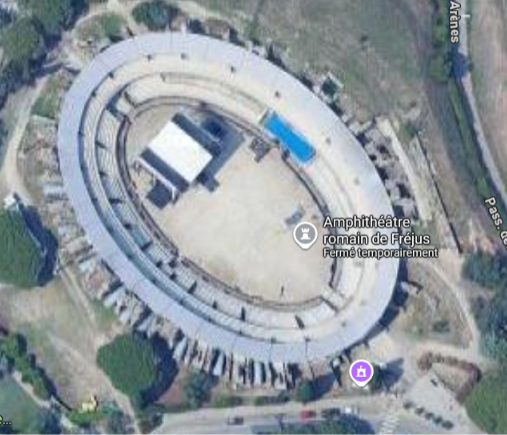 Arènes
Amphithéâtre
romain de Fréjus
Fermé temporairement
Pass. de